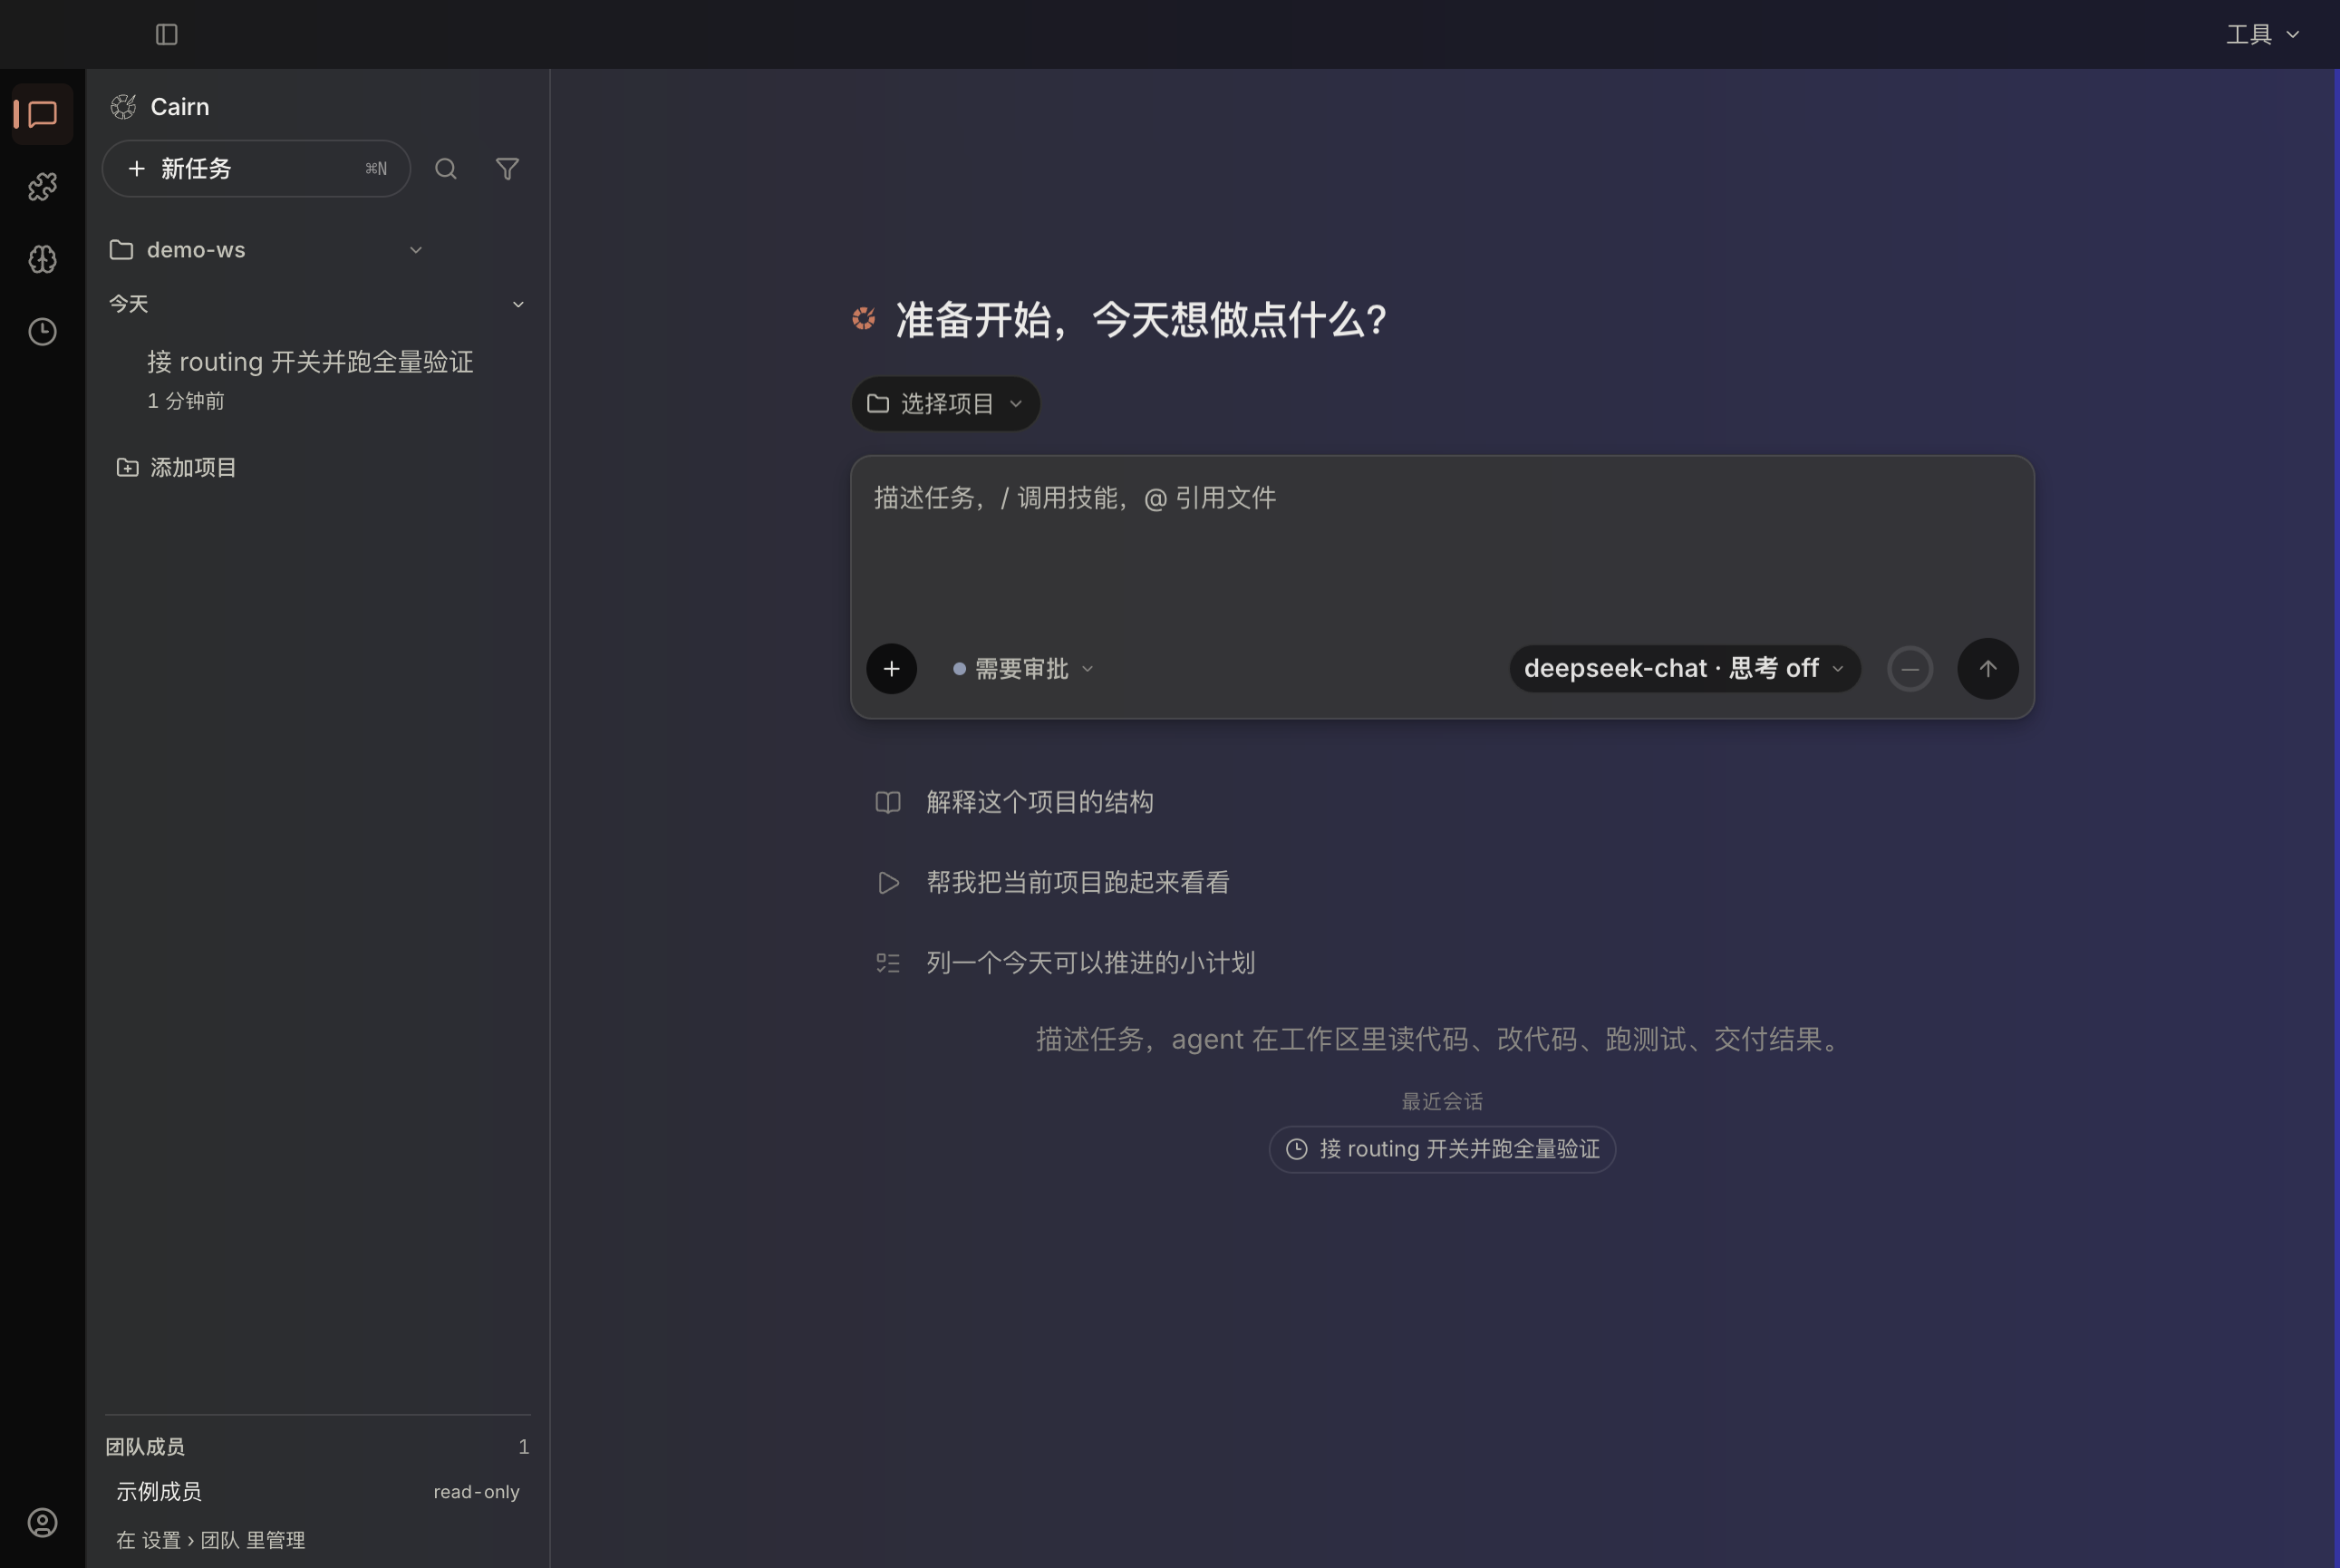 工具
Cairn
新任务 ⌘N
demo-ws
今天
接 routing 开关并跑全量验证
1 分钟前
添加项目
准备开始，今天想做点什么?
选择项目
描述任务，/ 调用技能，@ 引用文件
需要审批
deepseek-chat · 思考 off
解释这个项目的结构
帮我把当前项目跑起来看看
列一个今天可以推进的小计划
描述任务，agent 在工作区里读代码、改代码、跑测试、交付结果。
最近会话
接 routing 开关并跑全量验证
团队成员 1
示例成员 read-only
在 设置 › 团队 里管理